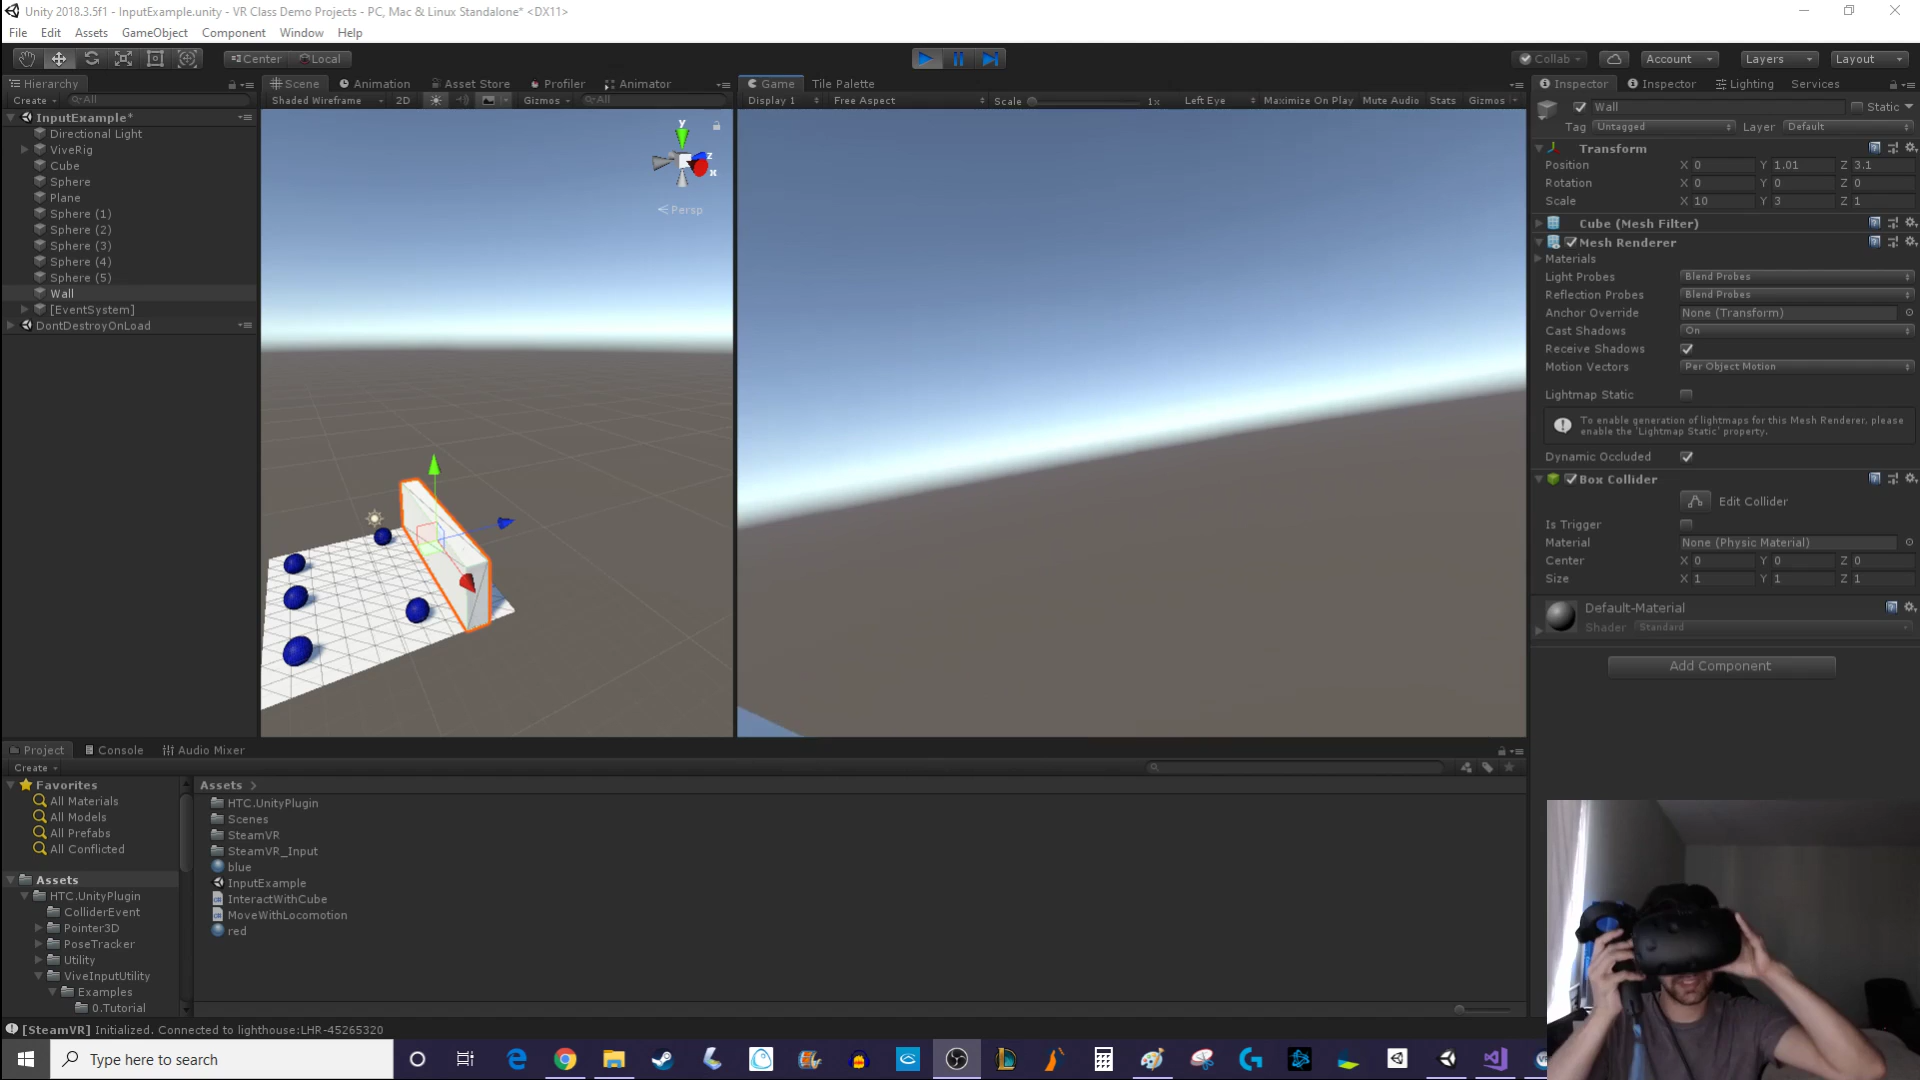 Unity 2018.3.5f1 - InputExample.unity - VR Class Demo Projects - PC, Mac & Linux Standalone* <DX11>
File Edit Assets GameObject Component Window Help
Center Local
Collab Account Layers Layout
Hierarchy
Create All
InputExample*
Directional Light
ViveRig
Cube
Sphere
Plane
Sphere (1)
Sphere (2)
Sphere (3)
Sphere (4)
Sphere (5)
Wall
[EventSystem]
DontDestroyOnLoad
Scene Animation Asset Store Profiler Animator
Shaded Wireframe 2D Gizmos All
y
z
x
Persp
Game Tile Palette
Display 1 Free Aspect Scale 1x Left Eye Maximize On Play Mute Audio Stats Gizmos
Inspector Inspector Lighting Services
Wall Static
Tag Untagged Layer Default
Transform
Position X 0 Y 1.01 Z 3.1
Rotation X 0 Y 0 Z 0
Scale X 10 Y 3 Z 1
Cube (Mesh Filter)
Mesh Renderer
Materials
Light Probes Blend Probes
Reflection Probes Blend Probes
Anchor Override None (Transform)
Cast Shadows On
Receive Shadows
Motion Vectors Per Object Motion
Lightmap Static
To enable generation of lightmaps for this Mesh Renderer, please
enable the 'Lightmap Static' property.
Dynamic Occluded
Box Collider
Edit Collider
Is Trigger
Material None (Physic Material)
Center X 0 Y 0 Z 0
Size X 1 Y 1 Z 1
Default-Material
Shader Standard
Add Component
Project Console Audio Mixer
Create
Favorites
All Materials
All Models
All Prefabs
All Conflicted
Assets
HTC.UnityPlugin
ColliderEvent
Pointer3D
PoseTracker
Utility
ViveInputUtility
Examples
0.Tutorial
Assets
HTC.UnityPlugin
Scenes
SteamVR
SteamVR_Input
blue
InputExample
InteractWithCube
MoveWithLocomotion
red
[SteamVR] Initialized. Connected to lighthouse:LHR-45265320
Type here to search